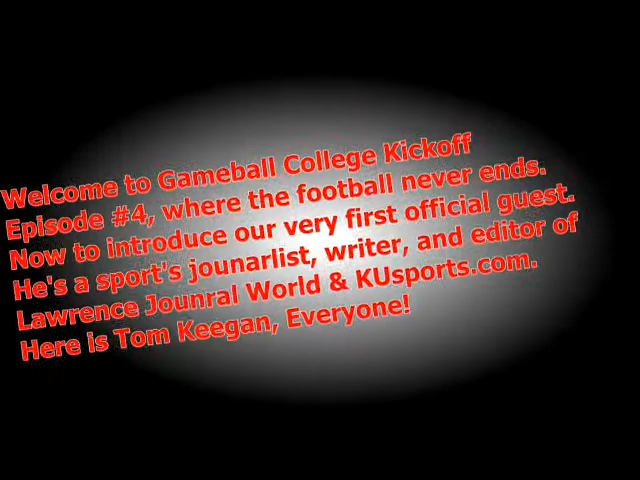 Welcome to Gameball College Kickoff
Episode #4, where the football never ends.
Now to introduce our very first official guest.
He's a sport's jounarlist, writer, and editor of
Lawrence Jounral World & KUsports.com.
Here is Tom Keegan, Everyone!